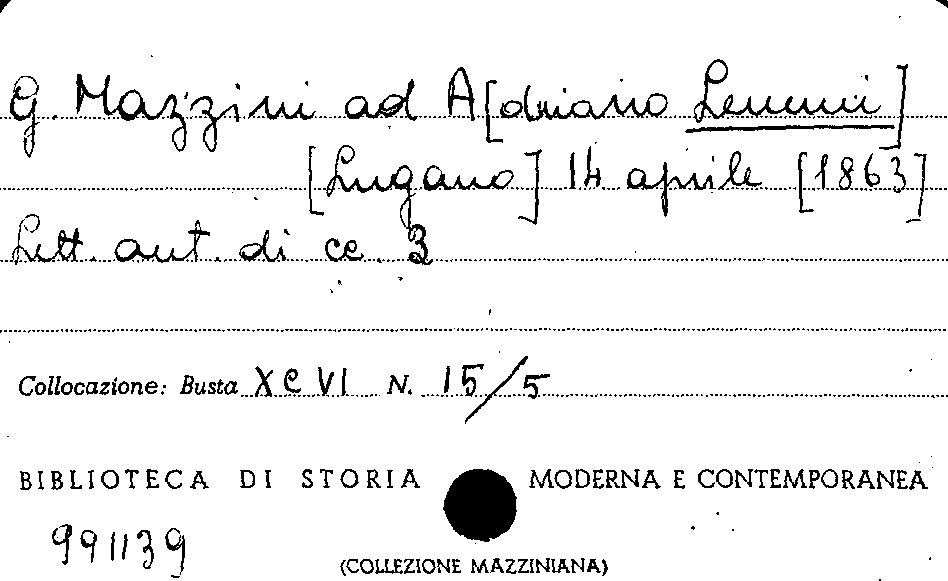 G. Mazzini ad A[driano Lemmi]
[Lugano] 14 aprile [1863]
Lett. aut. di cc. 3
Collocazione: Busta XCVI N. 15/5
BIBLIOTECA DI STORIA MODERNA E CONTEMPORANEA
991139
(COLLEZIONE MAZZINIANA)